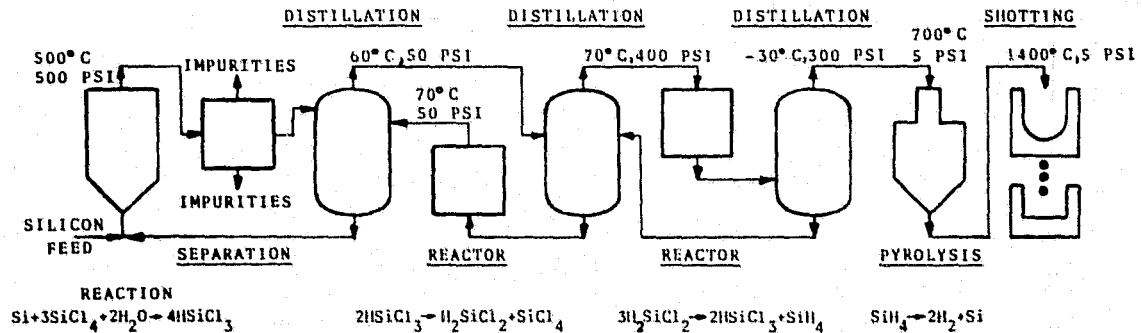 DISTILLATION DISTILLATION DISTILLATION SHOTTING
500°C
500 PSI
IMPURITIES
60°C,50 PSI
70°C
50 PSI
70°C,400 PSI
-30°C,300 PSI
700°C
5 PSI
1400°C,5 PSI
IMPURITIES
SILICON
FEED
SEPARATION REACTOR REACTOR PYROLYSIS
REACTION
Si+3SiCl₄+2H₂O→4HSiCl₃
2HSiCl₃→H₂SiCl₂+SiCl₄
3H₂SiCl₂→2HSiCl₃+SiH₄
SiH₄→2H₂+Si